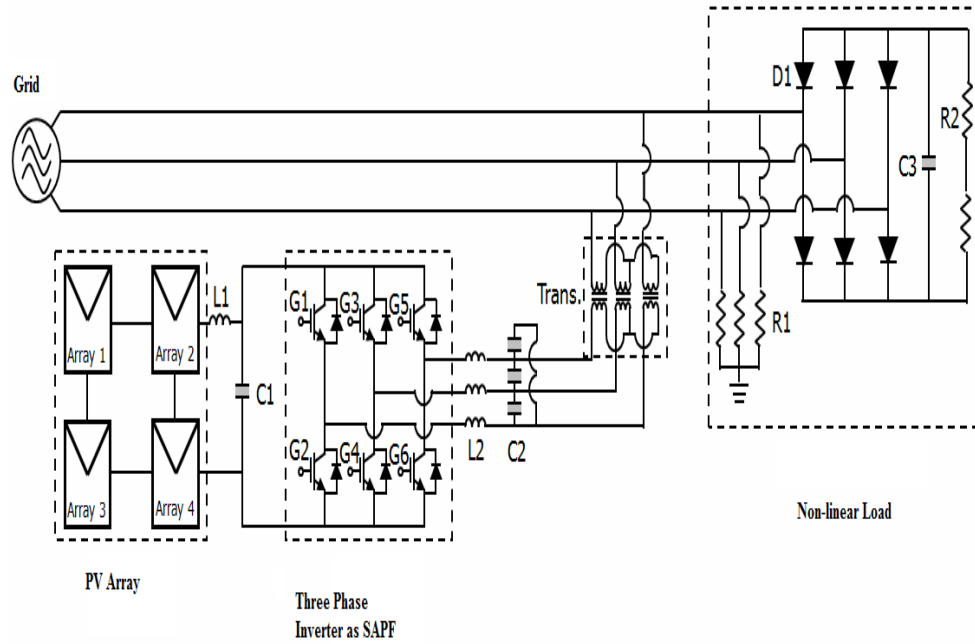 Grid
D1
R2
C3
R1
Non-linear Load
Trans.
L1
Array 1
Array 2
Array 3
Array 4
PV Array
C1
G1
G3
G5
G2
G4
G6
Three Phase
Inverter as SAPF
L2
C2